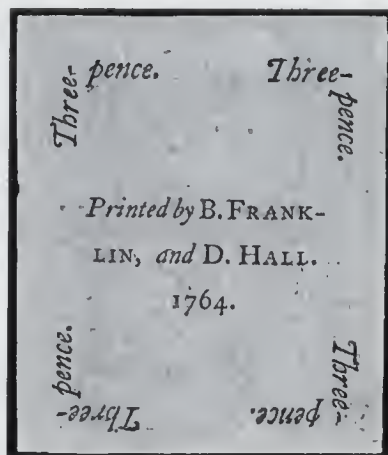 Three-
pence.
Three-
pence.
Printed by B. FRANK-
LIN, and D. HALL.
1764.
Three-
pence.
Three-
pence.